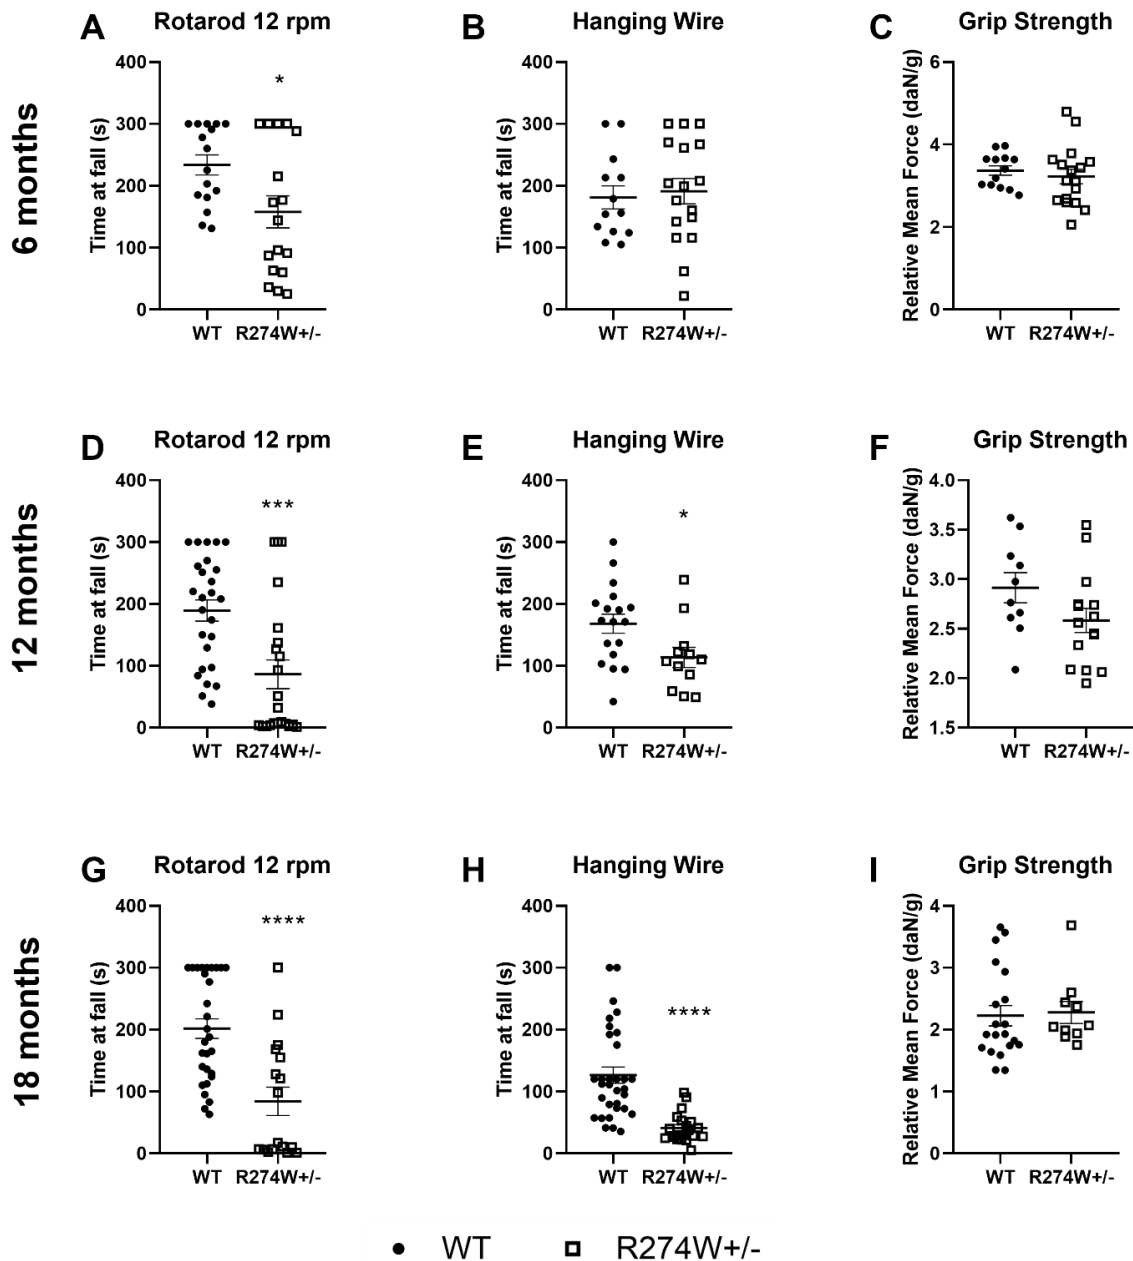 A Rotarod 12 rpm
B Hanging Wire
C Grip Strength
6 months
Time at fall (s)
400
300
200
100
0
WT R274W+/-
*
Time at fall (s)
400
300
200
100
0
WT R274W+/-
Relative Mean Force (daN/g)
6
4
2
0
WT R274W+/-
D Rotarod 12 rpm
E Hanging Wire
F Grip Strength
12 months
Time at fall (s)
400
300
200
100
0
WT R274W+/-
***
Time at fall (s)
400
300
200
100
0
WT R274W+/-
*
Relative Mean Force (daN/g)
4.0
3.5
3.0
2.5
2.0
1.5
WT R274W+/-
G Rotarod 12 rpm
H Hanging Wire
I Grip Strength
18 months
Time at fall (s)
400
300
200
100
0
WT R274W+/-
****
Time at fall (s)
400
300
200
100
0
WT R274W+/-
****
Relative Mean Force (daN/g)
4
3
2
1
0
WT R274W+/-
WT R274W+/-